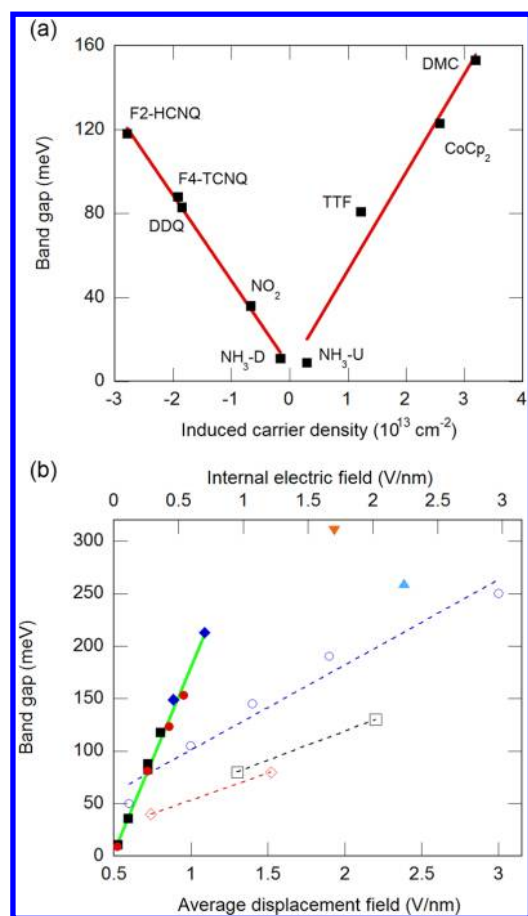 (a)
160
120
80
40
0
Band gap (meV)
F2-HCNQ
F4-TCNQ
DDQ
NO2
NH3-D
NH3-U
TTF
CoCp2
DMC
-3 -2 -1 0 1 2 3 4
Induced carrier density (10^13 cm^-2)
(b)
Internal electric field (V/nm)
0 0.5 1 1.5 2 2.5 3
300
250
200
150
100
50
0
Band gap (meV)
0.5 1 1.5 2 2.5 3
Average displacement field (V/nm)